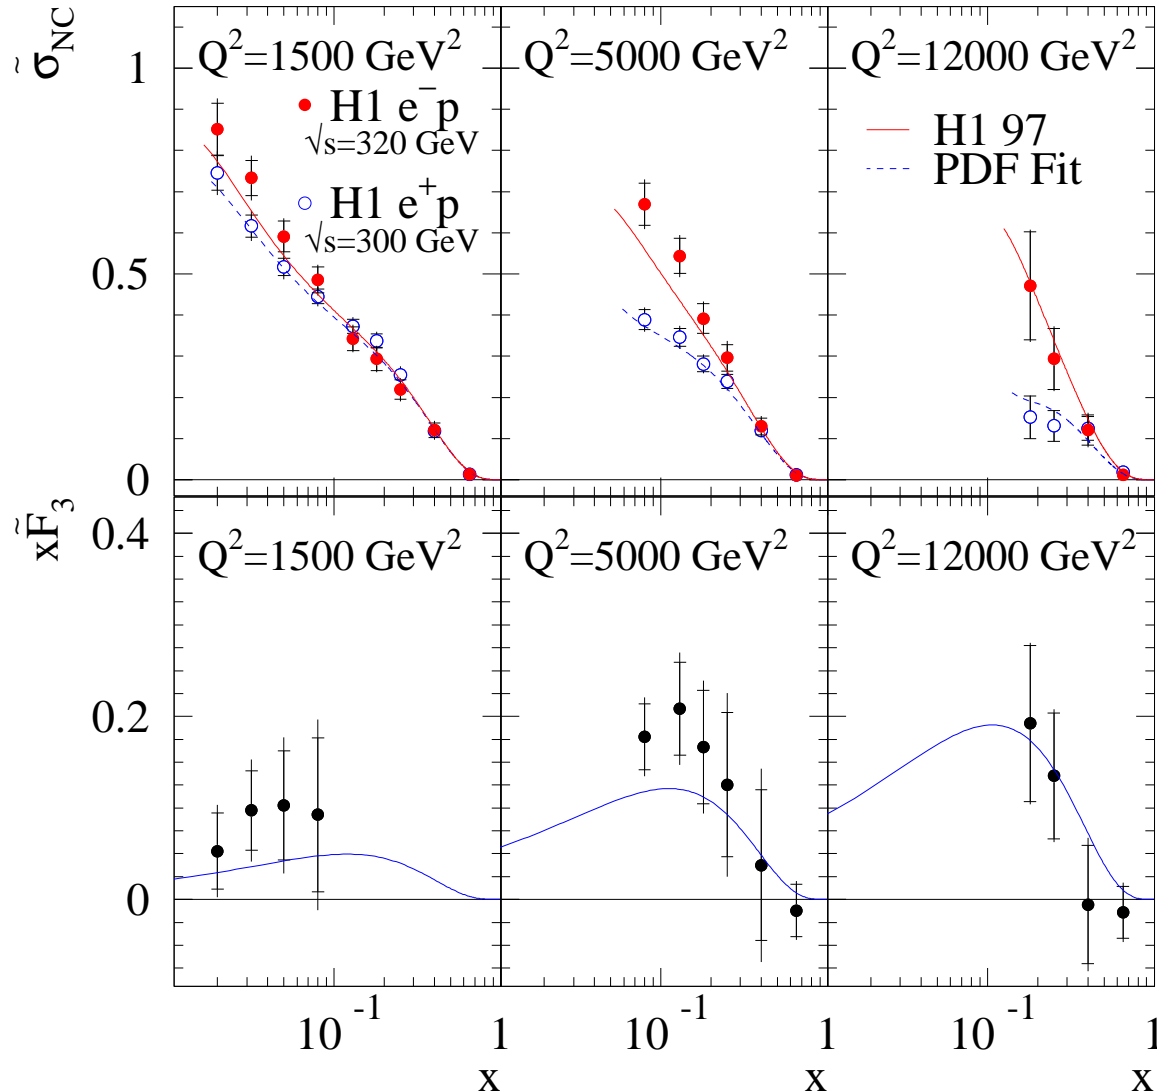 σ̃_NC
Q²=1500 GeV²
Q²=5000 GeV²
Q²=12000 GeV²
1
H1 e⁻p
√s=320 GeV
H1 e⁺p
√s=300 GeV
H1 97
PDF Fit
0.5
0
xF̃₃
Q²=1500 GeV²
Q²=5000 GeV²
Q²=12000 GeV²
0.4
0.2
0
10⁻¹ 1 10⁻¹ 1 10⁻¹ 1
x x x